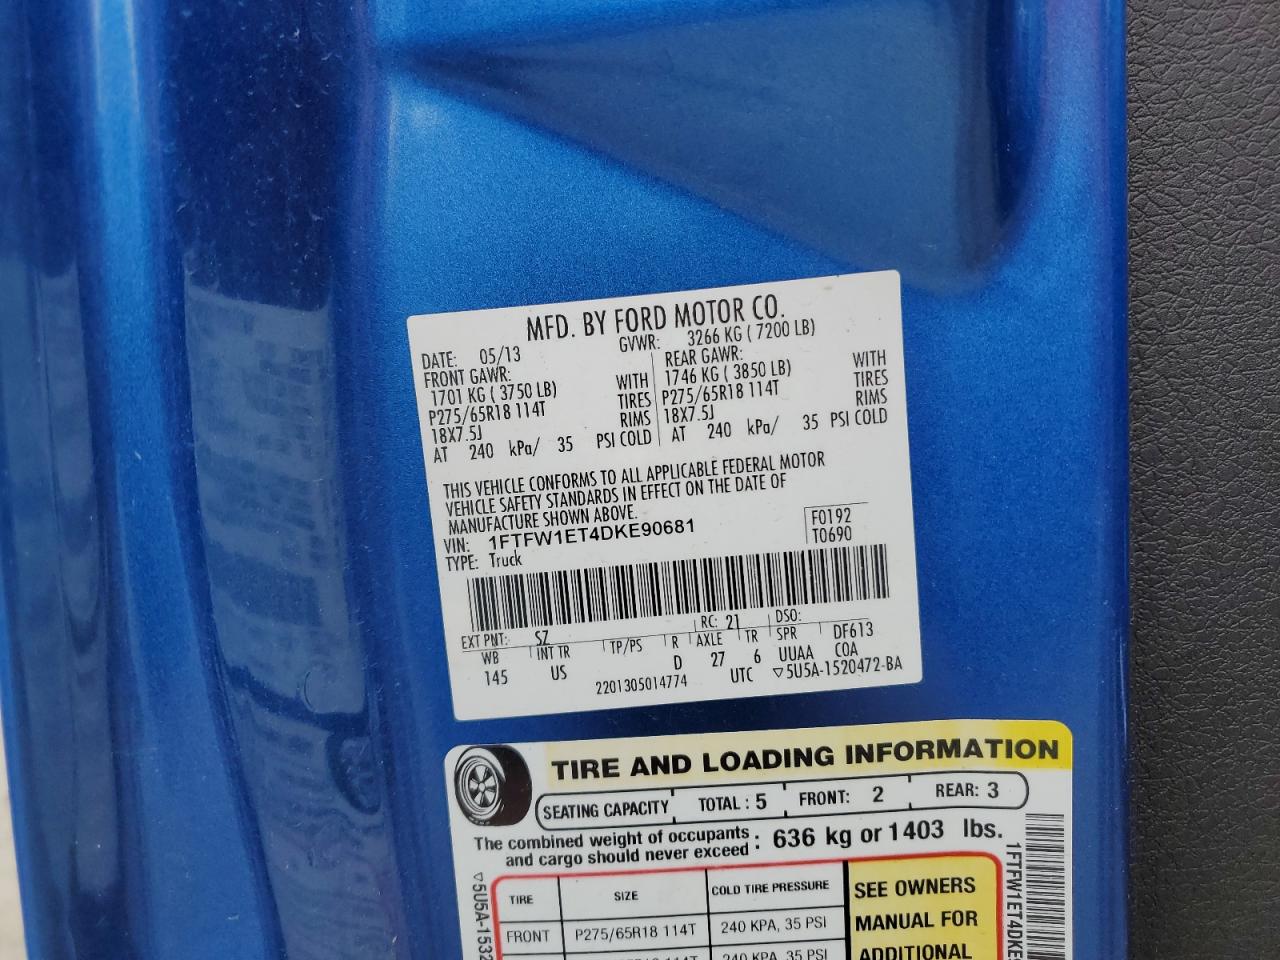 MFD. BY FORD MOTOR CO.
DATE: 05/13 GVWR: 3266 KG ( 7200 LB)
FRONT GAWR: REAR GAWR:
1701 KG ( 3750 LB) WITH 1746 KG ( 3850 LB) WITH
P275/65R18 114T TIRES P275/65R18 114T TIRES
18X7.5J RIMS 18X7.5J RIMS
AT 240 kPa/ 35 PSI COLD AT 240 kPa/ 35 PSI COLD
THIS VEHICLE CONFORMS TO ALL APPLICABLE FEDERAL MOTOR
VEHICLE SAFETY STANDARDS IN EFFECT ON THE DATE OF
MANUFACTURE SHOWN ABOVE.
VIN: 1FTFW1ET4DKE90681 F0192
TYPE: Truck T0690
EXT PNT: SZ RC: 21 DSO:
WB INT TR TP/PS R AXLE TR SPR DF613
145 US D 27 6 UUAA COA
2201305014774 UTC ▽5U5A-1520472-BA
TIRE AND LOADING INFORMATION
SEATING CAPACITY TOTAL : 5 FRONT: 2 REAR: 3
The combined weight of occupants
and cargo should never exceed : 636 kg or 1403 lbs.
TIRE SIZE COLD TIRE PRESSURE SEE OWNERS
FRONT P275/65R18 114T 240 KPA, 35 PSI MANUAL FOR
240 KPA, 35 PSI ADDITIONAL
▽5U5A-1532
1FTFW1ET4DKE9